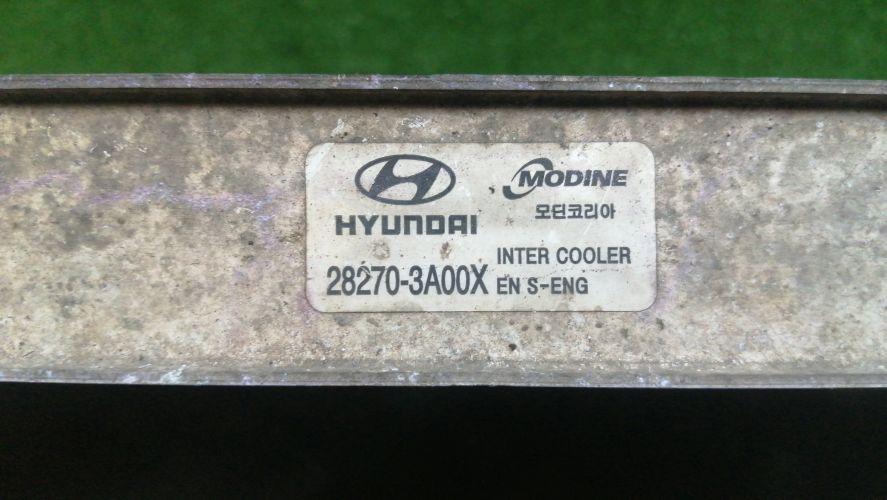 HYUNDAI
MODINE
모딘코리아
28270-3A00X
INTER COOLER
EN S-ENG